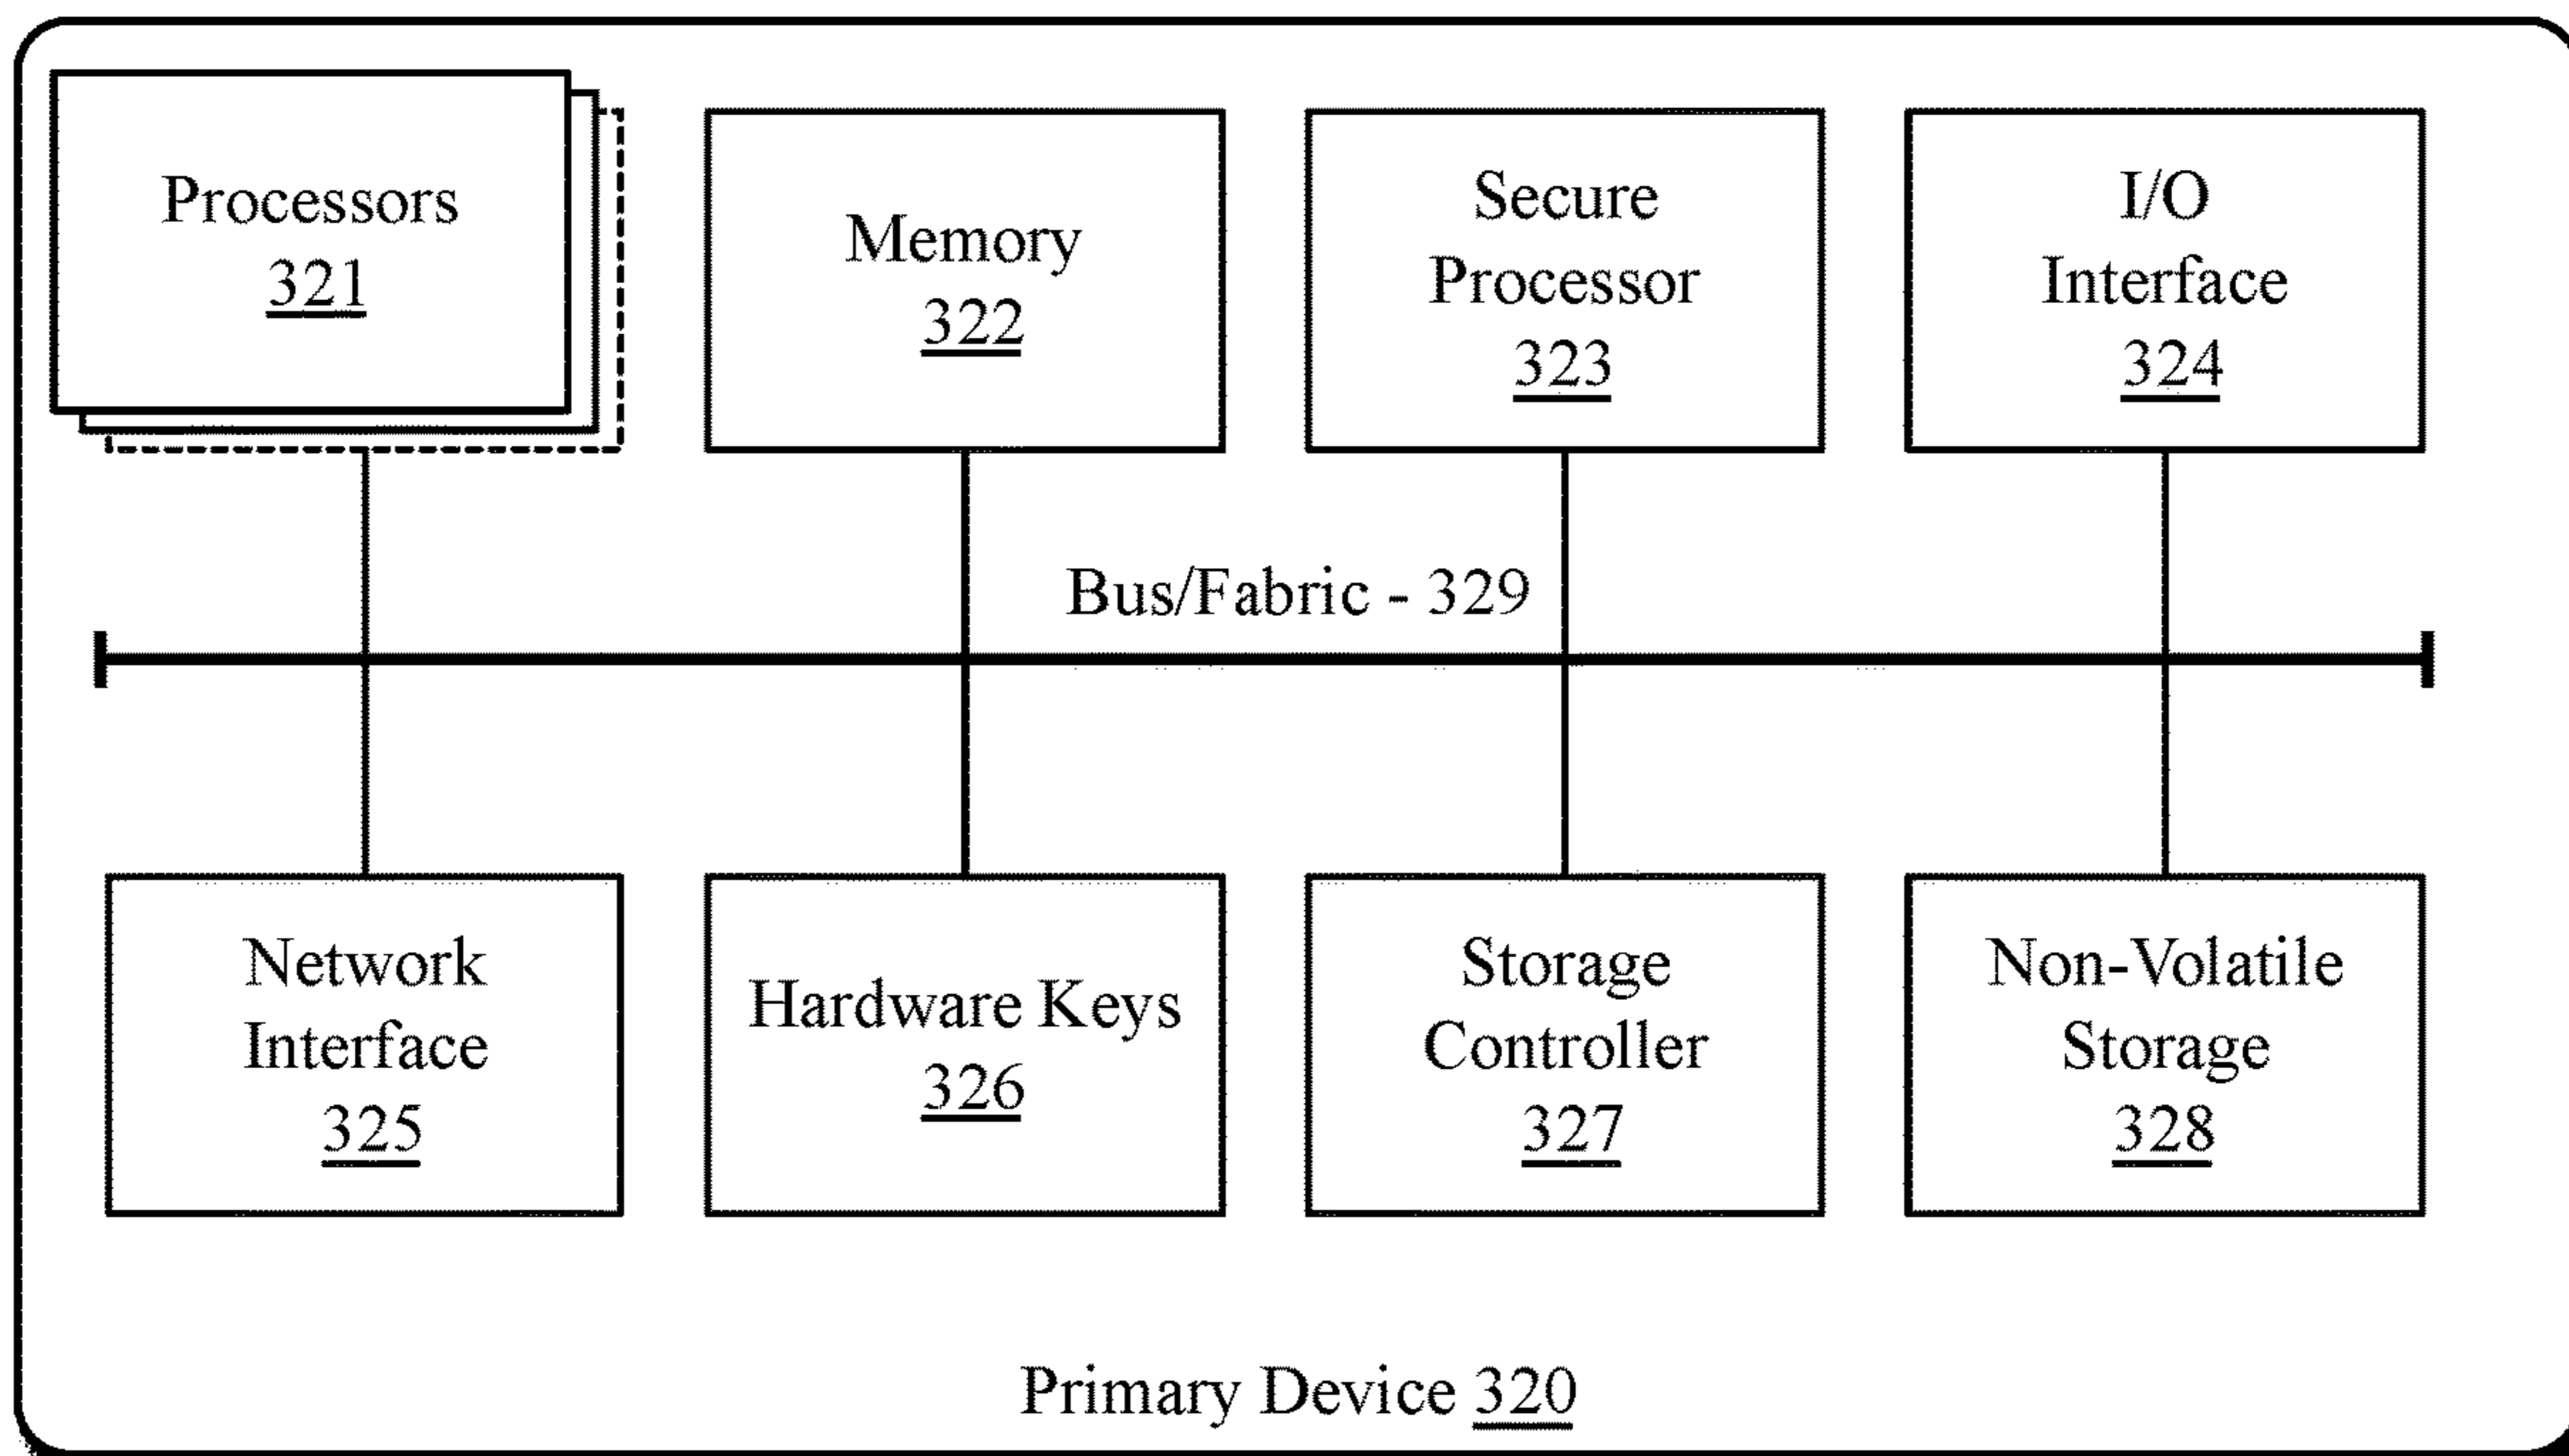 Processors
321
Memory
322
Secure
Processor
323
I/O
Interface
324
Bus/Fabric - 329
Network
Interface
325
Hardware Keys
326
Storage
Controller
327
Non-Volatile
Storage
328
Primary Device 320